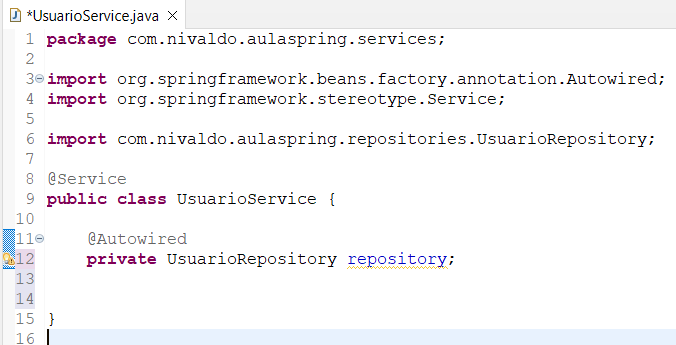 *UsuarioService.java
1 package com.nivaldo.aulaspring.services;
2
3 import org.springframework.beans.factory.annotation.Autowired;
4 import org.springframework.stereotype.Service;
5
6 import com.nivaldo.aulaspring.repositories.UsuarioRepository;
7
8 @Service
9 public class UsuarioService {
10
11 @Autowired
12 private UsuarioRepository repository;
13
14
15 }
16